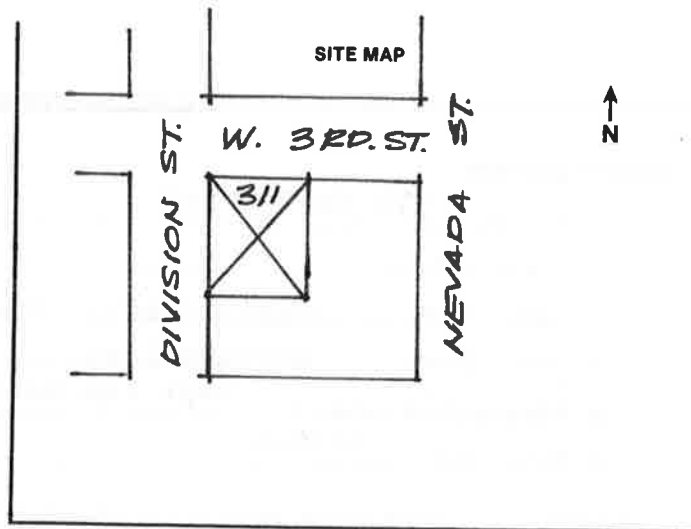 SITE MAP
N
W. 3RD. ST.
DIVISION ST.
NEVADA ST.
311